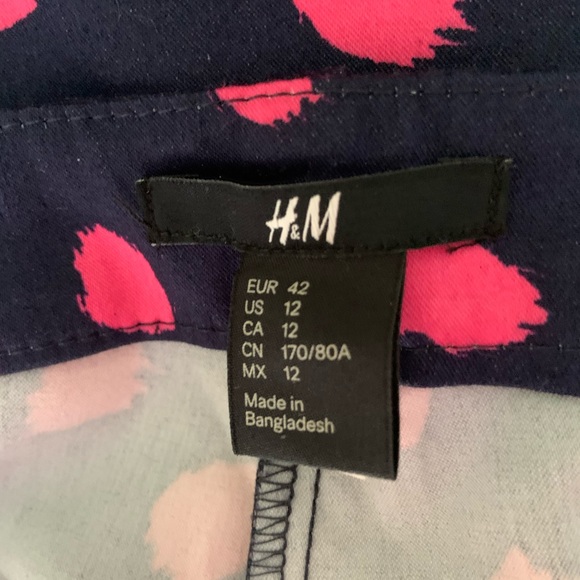 H&M
EUR 42
US 12
CA 12
CN 170/80A
MX 12
Made in
Bangladesh